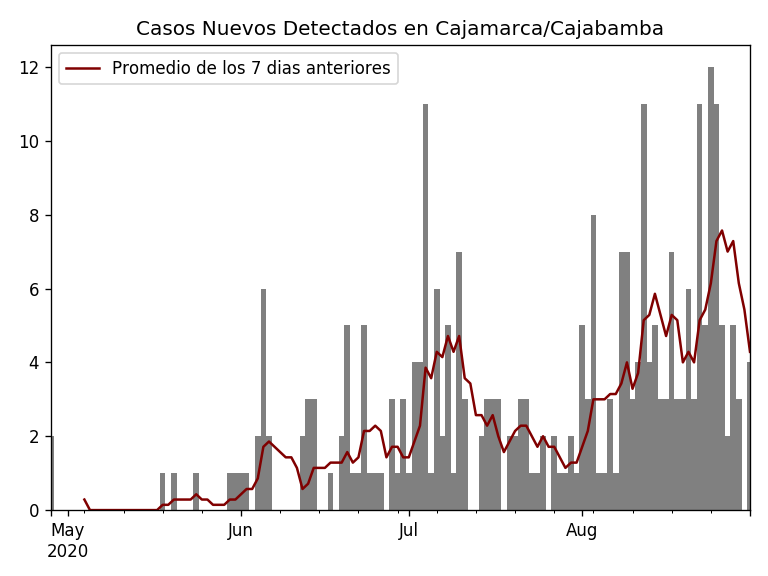 Casos Nuevos Detectados en Cajamarca/Cajabamba
Promedio de los 7 dias anteriores
12
10
8
6
4
2
0
May Jun Jul Aug
2020